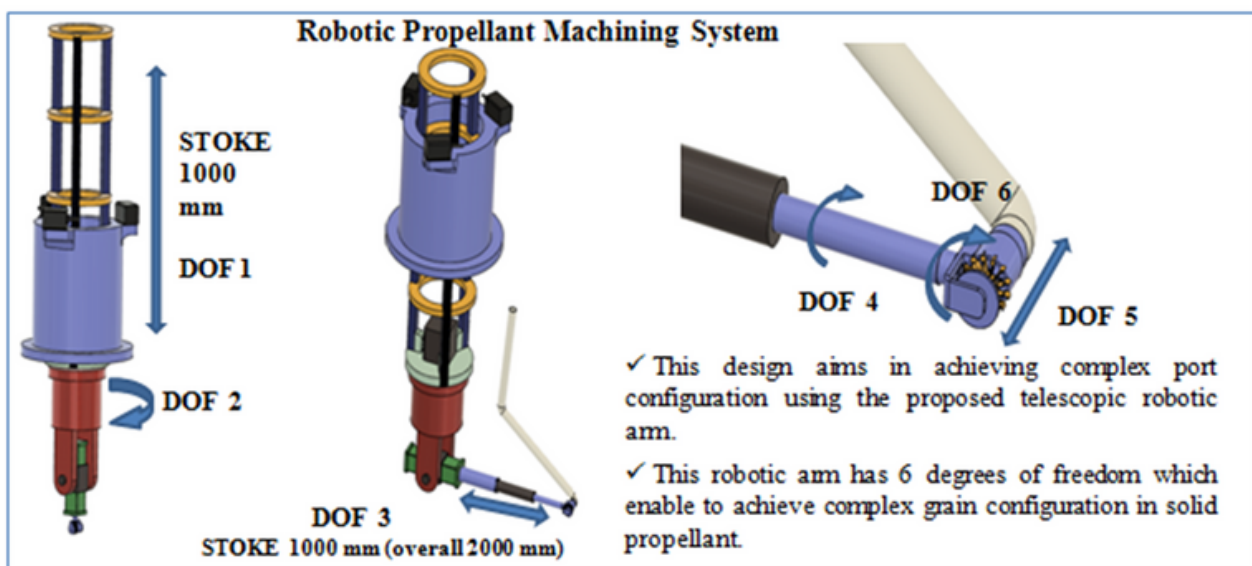 Robotic Propellant Machining System
STOKE
1000
mm
DOF 1
DOF 2
DOF 3
STOKE 1000 mm (overall 2000 mm)
DOF 6
DOF 4
DOF 5
✓ This design aims in achieving complex port
configuration using the proposed telescopic robotic
arm.
✓ This robotic arm has 6 degrees of freedom which
enable to achieve complex grain configuration in solid
propellant.